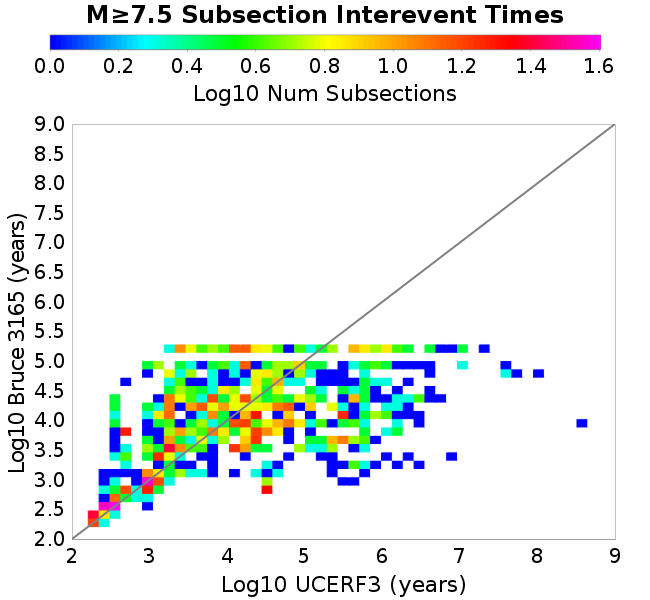 M≥7.5 Subsection Interevent Times
0.0 0.2 0.4 0.6 0.8 1.0 1.2 1.4 1.6
Log10 Num Subsections
Log10 Bruce 3165 (years)
9.0
8.5
8.0
7.5
7.0
6.5
6.0
5.5
5.0
4.5
4.0
3.5
3.0
2.5
2.0
2 3 4 5 6 7 8 9
Log10 UCERF3 (years)